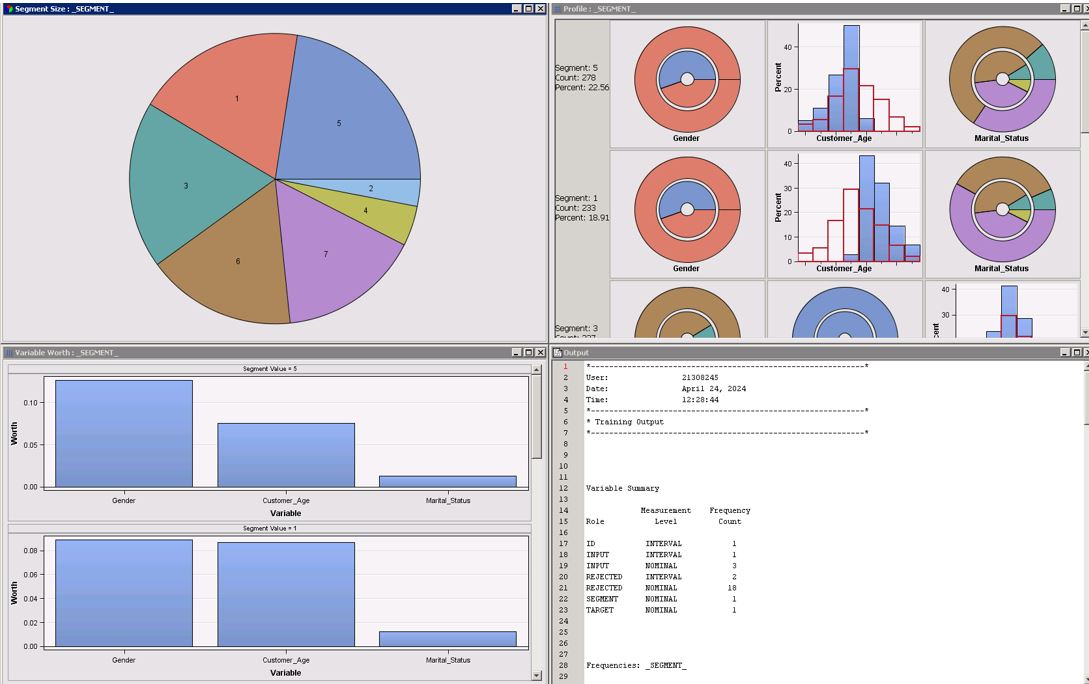 Segment Size : _SEGMENT_
1
5
3
2
4
6
7
Profile : _SEGMENT_
Segment: 5
Count: 278
Percent: 22.56
Percent
40
20
0
Gender
Customer_Age
Marital_Status
Segment: 1
Count: 233
Percent: 18.91
Percent
40
30
20
10
0
Gender
Customer_Age
Marital_Status
Segment: 3
40
30
Variable Worth : _SEGMENT_
Segment Value = 5
Worth
0.10
0.05
0.00
Gender
Customer_Age
Marital_Status
Variable
Segment Value = 1
Worth
0.08
0.06
0.04
0.02
0.00
Gender
Customer_Age
Marital_Status
Variable
Output
1 *------------------------------------------------------------*
2 User: 21308245
3 Date: April 24, 2024
4 Time: 12:28:44
5 *------------------------------------------------------------*
6 * Training Output
7 *------------------------------------------------------------*
8
9
10
11
12 Variable Summary
13
14 Measurement Frequency
15 Role Level Count
16
17 ID INTERVAL 1
18 INPUT INTERVAL 1
19 INPUT NOMINAL 3
20 REJECTED INTERVAL 2
21 REJECTED NOMINAL 18
22 SEGMENT NOMINAL 1
23 TARGET NOMINAL 1
24
25
26
27
28 Frequencies: _SEGMENT_
29